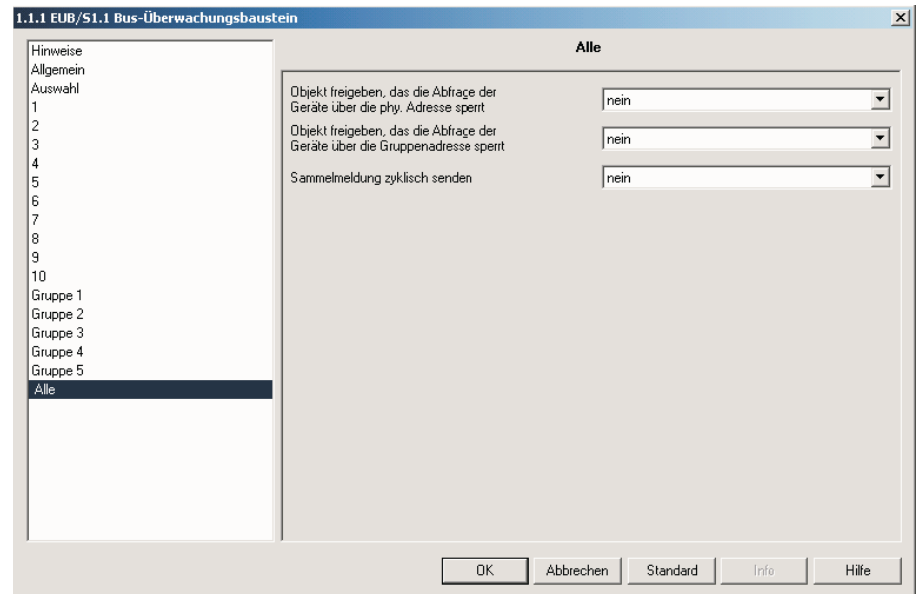 1.1.1 EUB/S1.1 Bus-Überwachungsbaustein
Hinweise
Allgemein
Auswahl
1
2
3
4
5
6
7
8
9
10
Gruppe 1
Gruppe 2
Gruppe 3
Gruppe 4
Gruppe 5
Alle
Alle
Objekt freigeben, das die Abfrage der
Geräte über die phy. Adresse sperrt
nein
Objekt freigeben, das die Abfrage der
Geräte über die Gruppenadresse sperrt
nein
Sammelmeldung zyklisch senden
nein
OK
Abbrechen
Standard
Info
Hilfe